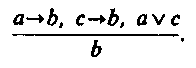 a→b, c→b, a∨c
b.